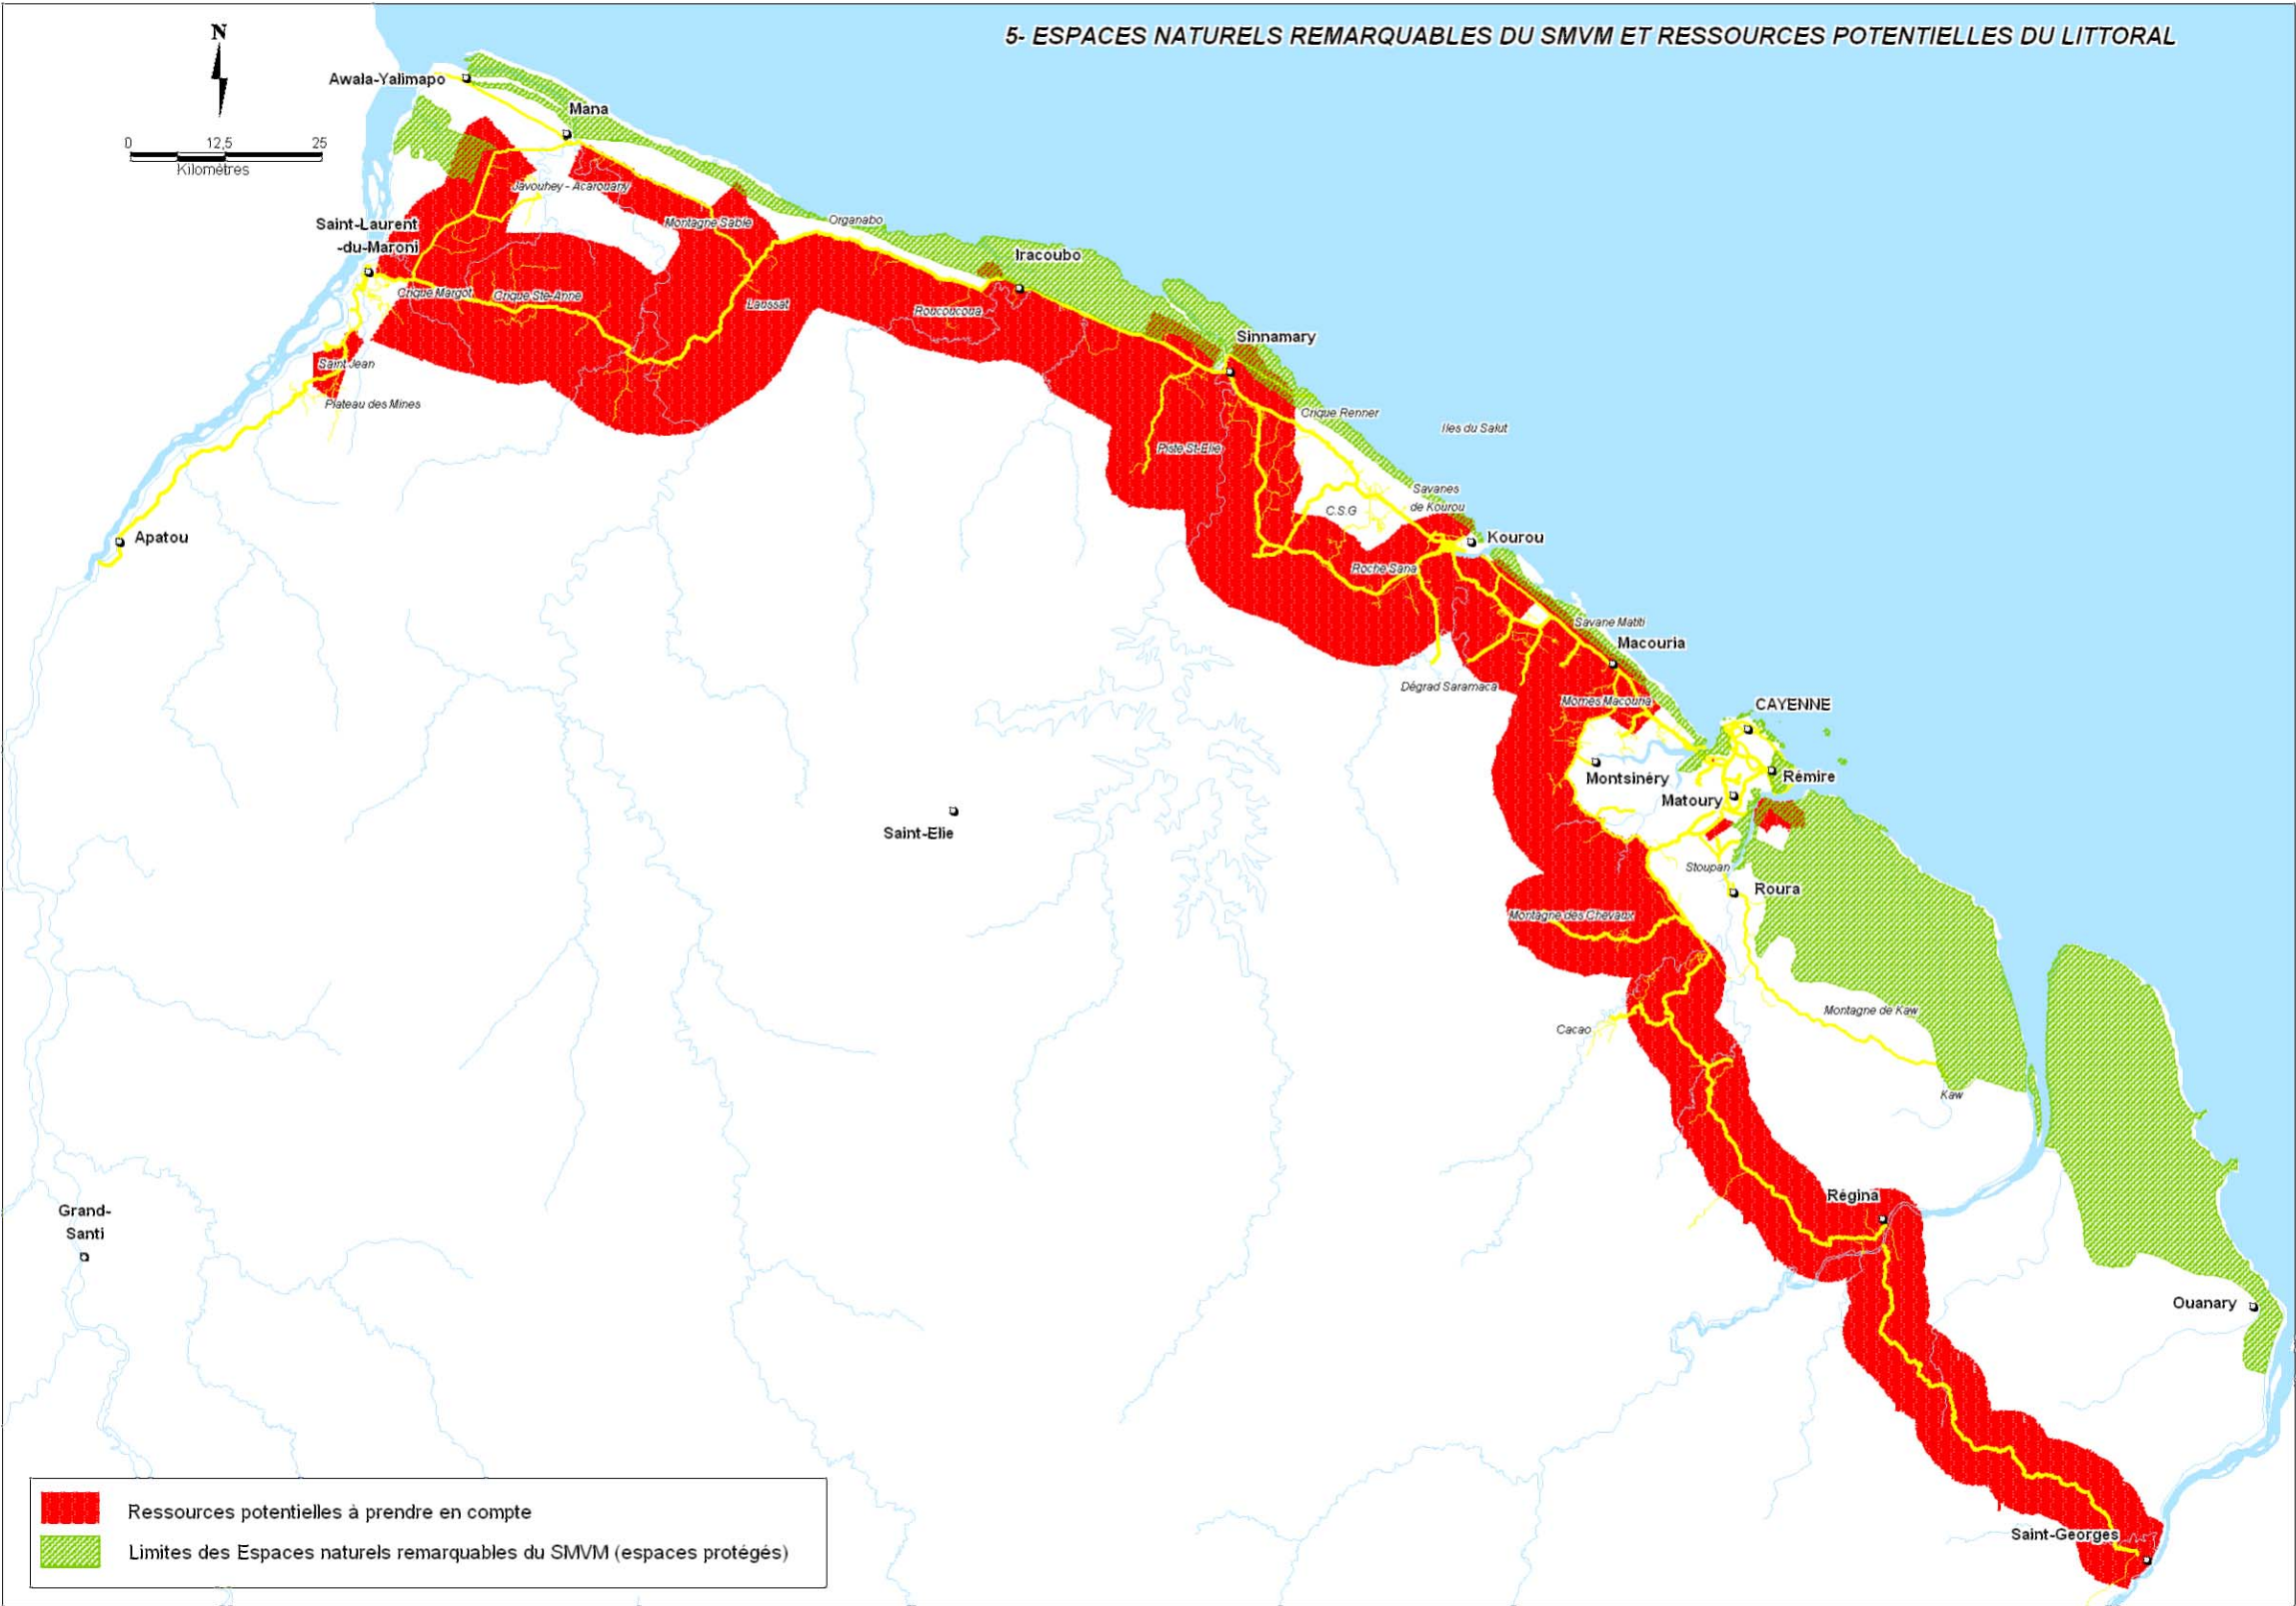 5- ESPACES NATURELS REMARQUABLES DU SMVM ET RESSOURCES POTENTIELLES DU LITTORAL
N
0 12,5 25
Kilomètres
Awala-Yalimapo
Mana
Javouhey - Acarouany
Saint-Laurent
-du-Maroni
Montagne Sable
Organabo
Iracoubo
Crique Margot
Crique Ste-Anne
Laussat
Roucoucoua
Sinnamary
Saint Jean
Plateau des Mines
Crique Renner
Iles du Salut
Piste St-Elie
Savanes
de Kourou
C.S.G
Apatou
Kourou
Roche Sana
Savane Matiti
Macouria
Dégrad Saramaca
Mornes Macouria
CAYENNE
Montsinéry
Rémire
Matoury
Saint-Elie
Stoupan
Roura
Montagne des Chevaux
Montagne de Kaw
Cacao
Kaw
Régina
Grand-
Santi
Ouanary
Saint-Georges
Ressources potentielles à prendre en compte
Limites des Espaces naturels remarquables du SMVM (espaces protégés)